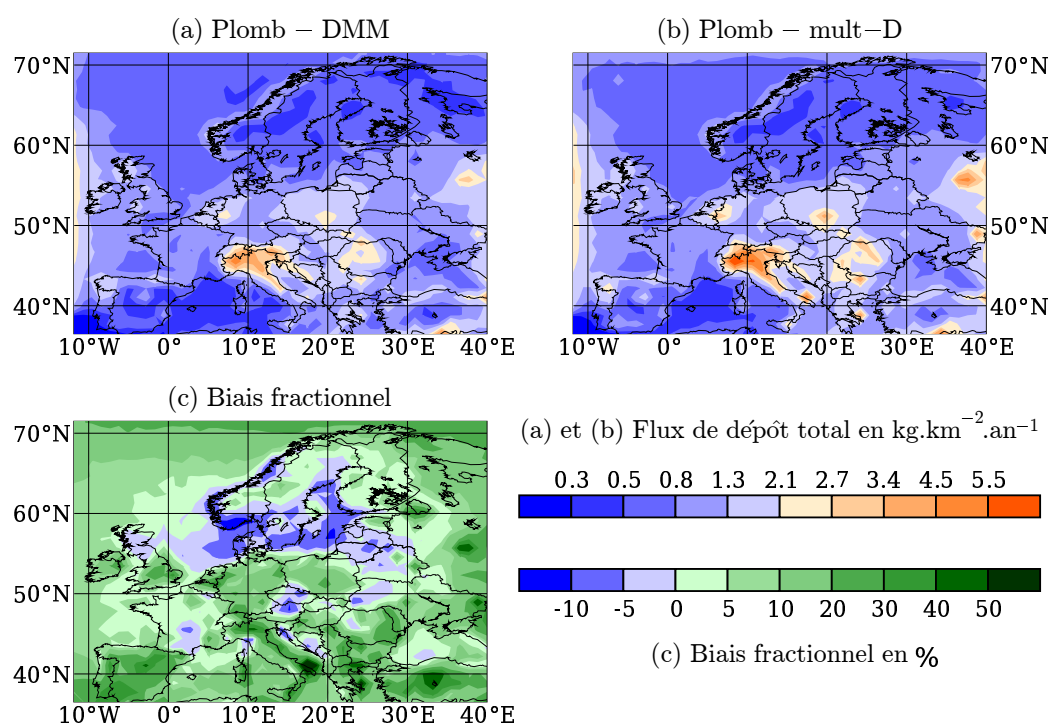 (a) Plomb − DMM
(b) Plomb − mult−D
70°N
60°N
50°N
40°N
10°W 0° 10°E 20°E 30°E 40°E
70°N
60°N
50°N
40°N
10°W 0° 10°E 20°E 30°E 40°E
(c) Biais fractionnel
70°N
60°N
50°N
40°N
10°W 0° 10°E 20°E 30°E 40°E
(a) et (b) Flux de dépôt total en kg.km⁻².an⁻¹
0.3 0.5 0.8 1.3 2.1 2.7 3.4 4.5 5.5
-10 -5 0 5 10 20 30 40 50
(c) Biais fractionnel en %